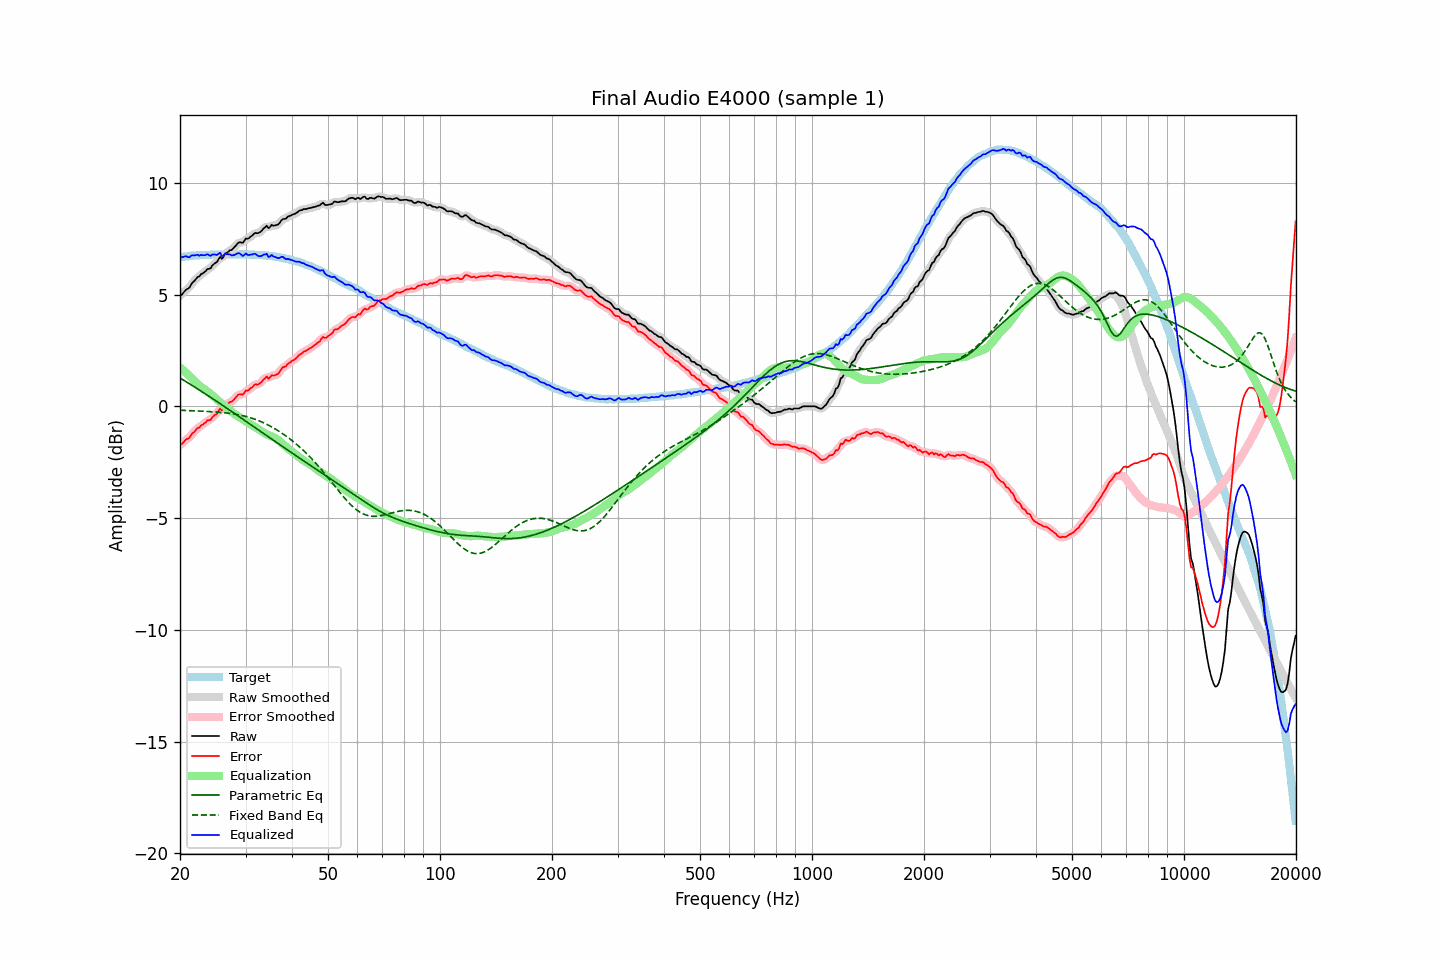 Final Audio E4000 (sample 1)
Amplitude (dBr)
10
5
0
−5
−10
−15
−20
Target
Raw Smoothed
Error Smoothed
Raw
Error
Equalization
Parametric Eq
Fixed Band Eq
Equalized
20 50 100 200 500 1000 2000 5000 10000 20000
Frequency (Hz)